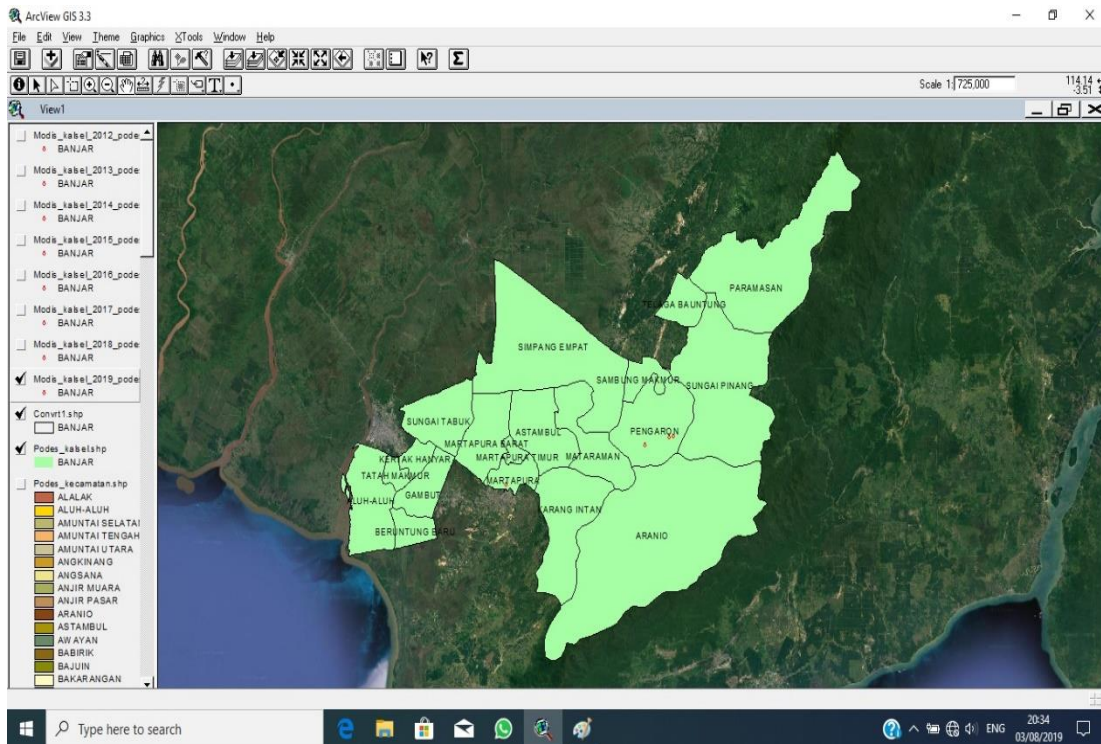 ArcView GIS 3.3
File Edit View Theme Graphics XTools Window Help
Scale 1: 725,000
114.14
-3.51
View1
Modis_kalsel_2012_pode
BANJAR
Modis_kalsel_2013_pode
BANJAR
Modis_kalsel_2014_pode
BANJAR
Modis_kalsel_2015_pode
BANJAR
Modis_kalsel_2016_pode
BANJAR
Modis_kalsel_2017_pode
BANJAR
Modis_kalsel_2018_pode
BANJAR
Modis_kalsel_2019_pode
BANJAR
Convrt1.shp
BANJAR
Podes_kalsel.shp
BANJAR
Podes_kecamatan.shp
ALALAK
ALUH-ALUH
AMUNTAI SELATAN
AMUNTAI TENGAH
AMUNTAI UTARA
ANGKINANG
ANGSANA
ANJIR MUARA
ANJIR PASAR
ARANIO
ASTAMBUL
AWAYAN
BABIRIK
BAJUIN
BAKARANGAN
PARAMASAN
TELAGA BAUNTUNG
SIMPANG EMPAT
SAMBUNG MAKMUR
SUNGAI PINANG
SUNGAI TABUK
ASTAMBUL
PENGARON
MARTAPURA BARAT
KERTAK HANYAR
MARTAPURA TIMUR
MATARAMAN
TATAH MAKMUR
MARTAPURA
ALUH-ALUH
GAMBUT
KARANG INTAN
BERUNTUNG BARU
ARANIO
Type here to search
ENG
20:34
03/08/2019